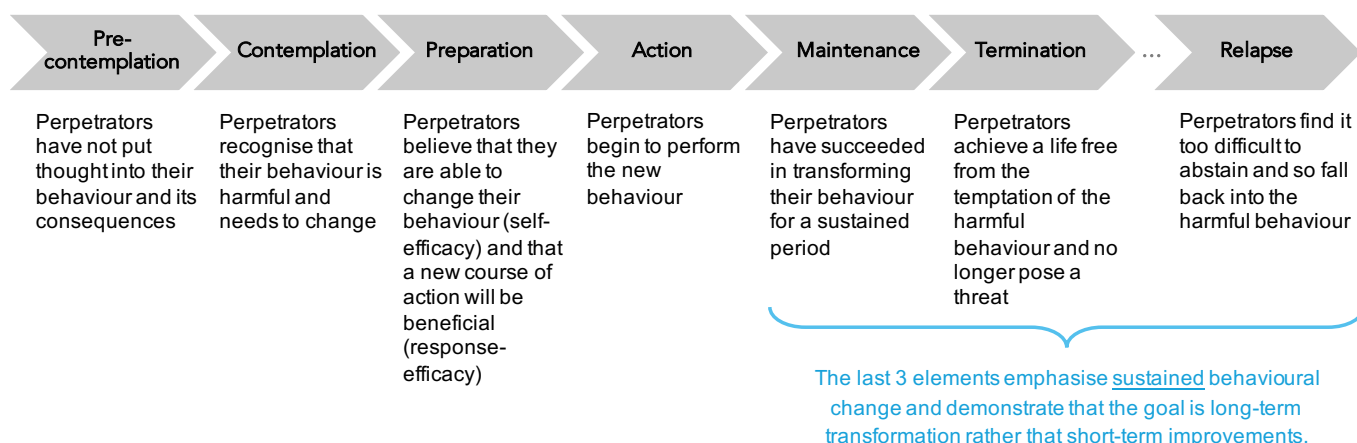 Pre-
contemplation
Contemplation
Preparation
Action
Maintenance
Termination
...
Relapse
Perpetrators
have not put
thought into their
behaviour and its
consequences
Perpetrators
recognise that
their behaviour is
harmful and
needs to change
Perpetrators
believe that they
are able to
change their
behaviour (self-
efficacy) and that
a new course of
action will be
beneficial
(response-
efficacy)
Perpetrators
begin to perform
the new
behaviour
Perpetrators
have succeeded
in transforming
their behaviour
for a sustained
period
Perpetrators
achieve a life free
from the
temptation of the
harmful
behaviour and no
longer pose a
threat
Perpetrators find it
too difficult to
abstain and so fall
back into the
harmful behaviour
The last 3 elements emphasise sustained behavioural
change and demonstrate that the goal is long-term
transformation rather that short-term improvements.